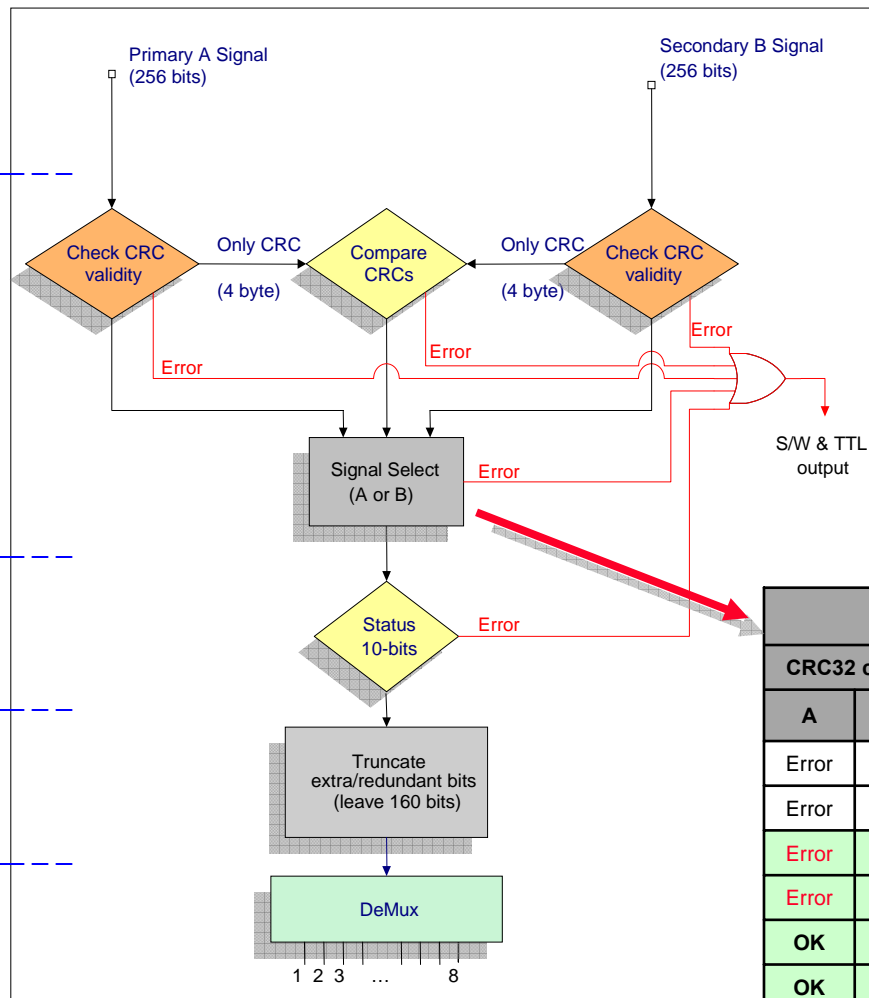 Primary A Signal
(256 bits)
Secondary B Signal
(256 bits)
Check CRC
validity
Only CRC
(4 byte)
Compare
CRCs
Only CRC
(4 byte)
Check CRC
validity
Error
Error
Error
S/W & TTL
output
Signal Select
(A or B)
Error
Status
10-bits
Error
Truncate
extra/redundant bits
(leave 160 bits)
DeMux
1 2 3 ... 8
CRC32
A
Error
Error
Error
Error
OK
OK